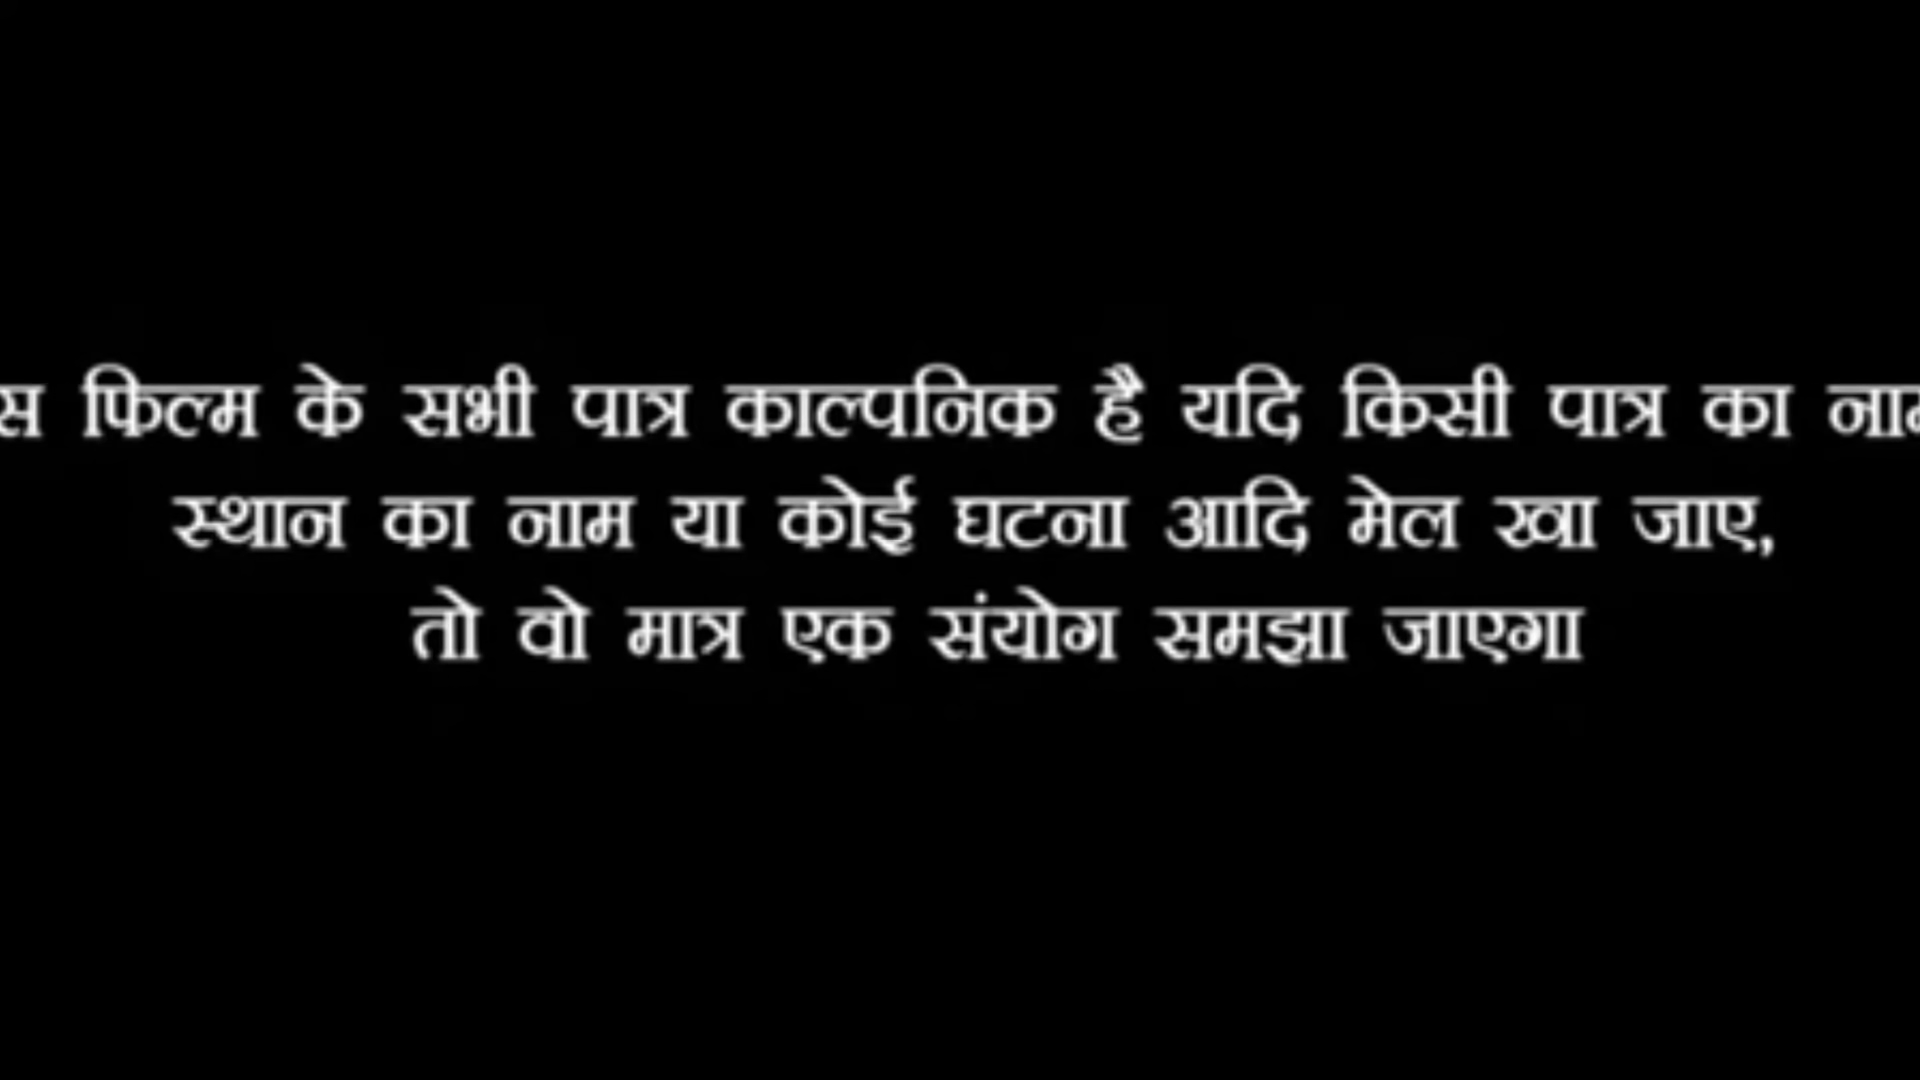 स फिल्म के सभी पात्र काल्पनिक है यदि किसी पात्र का नाम
स्थान का नाम या कोई घटना आदि मेल खा जाए,
तो वो मात्र एक संयोग समझा जाएगा